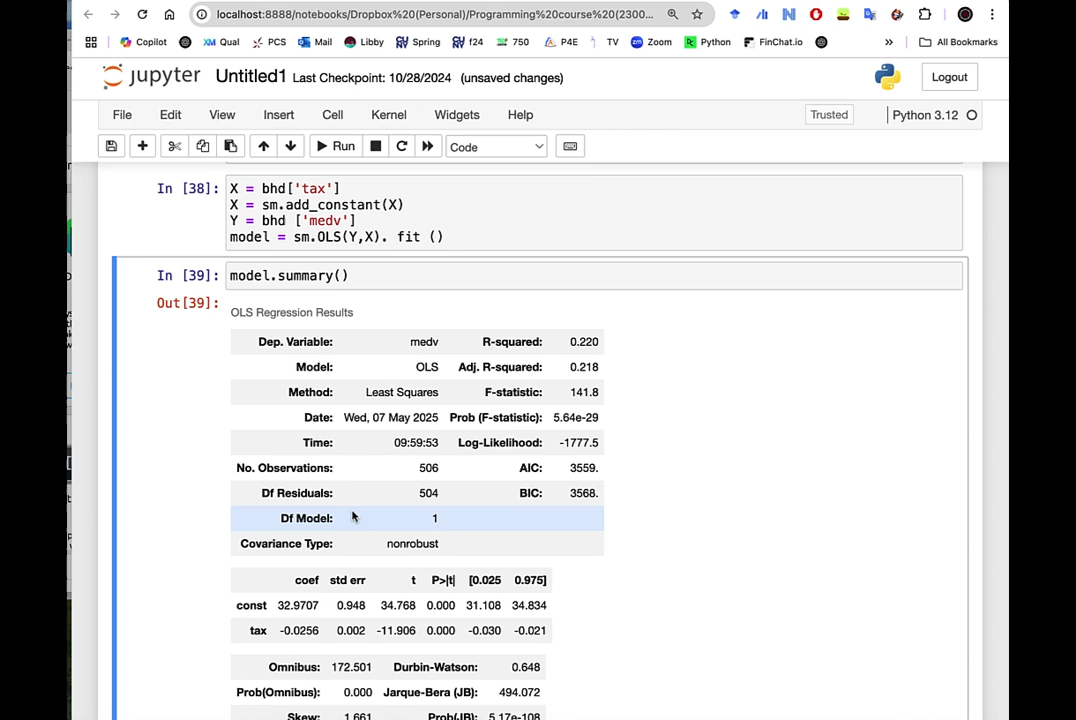 localhost:8888/notebooks/Dropbox%20(Personal)/Programming%20course%20(2300...
Copilot XM Qual PCS Mail Libby Spring f24 750 P4E TV Zoom Python FinChat.io » All Bookmarks
jupyter Untitled1 Last Checkpoint: 10/28/2024 (unsaved changes) Logout
File Edit View Insert Cell Kernel Widgets Help Trusted Python 3.12
Run Code
In [38]: X = bhd['tax']
X = sm.add_constant(X)
Y = bhd ['medv']
model = sm.OLS(Y,X). fit ()
In [39]: model.summary()
Out[39]:
OLS Regression Results
Dep. Variable: medv R-squared: 0.220
Model: OLS Adj. R-squared: 0.218
Method: Least Squares F-statistic: 141.8
Date: Wed, 07 May 2025 Prob (F-statistic): 5.64e-29
Time: 09:59:53 Log-Likelihood: -1777.5
No. Observations: 506 AIC: 3559.
Df Residuals: 504 BIC: 3568.
Df Model: 1
Covariance Type: nonrobust
coef std err t P>|t| [0.025 0.975]
const 32.9707 0.948 34.768 0.000 31.108 34.834
tax -0.0256 0.002 -11.906 0.000 -0.030 -0.021
Omnibus: 172.501 Durbin-Watson: 0.648
Prob(Omnibus): 0.000 Jarque-Bera (JB): 494.072
Skew: 1.661 Prob(JB): 5.17e-108